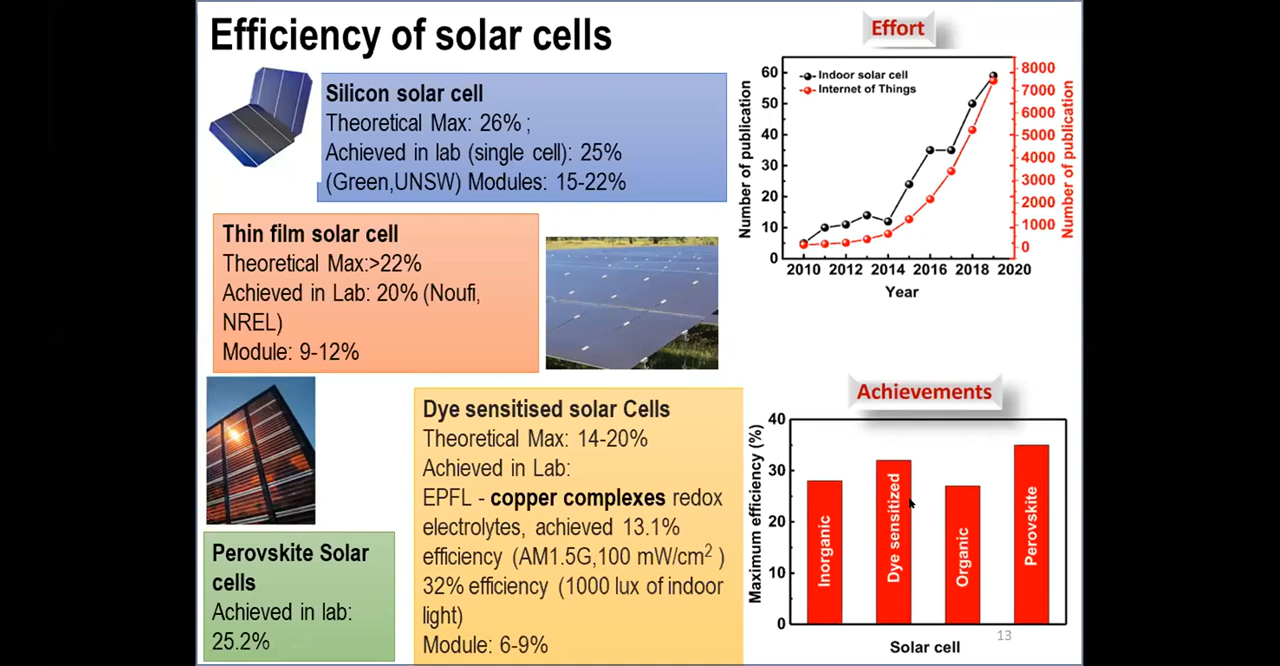 Efficiency of solar cells
Silicon solar cell
Theoretical Max: 26% ;
Achieved in lab (single cell): 25%
(Green,UNSW) Modules: 15-22%
Thin film solar cell
Theoretical Max:>22%
Achieved in Lab: 20% (Noufi,
NREL)
Module: 9-12%
Perovskite Solar
cells
Achieved in lab:
25.2%
Dye sensitised solar Cells
Theoretical Max: 14-20%
Achieved in Lab:
EPFL - copper complexes redox
electrolytes, achieved 13.1%
efficiency (AM1.5G,100 mW/cm2 )
32% efficiency (1000 lux of indoor
light)
Module: 6-9%
Effort
Number of publication
60
50
40
30
20
10
0
Indoor solar cell
Internet of Things
8000
7000
6000
5000
4000
3000
2000
1000
0
Number of publication
2010 2012 2014 2016 2018 2020
Year
Achievements
Maximum efficiency (%)
40
30
20
10
0
Inorganic
Dye sensitized
Organic
Perovskite
Solar cell
13